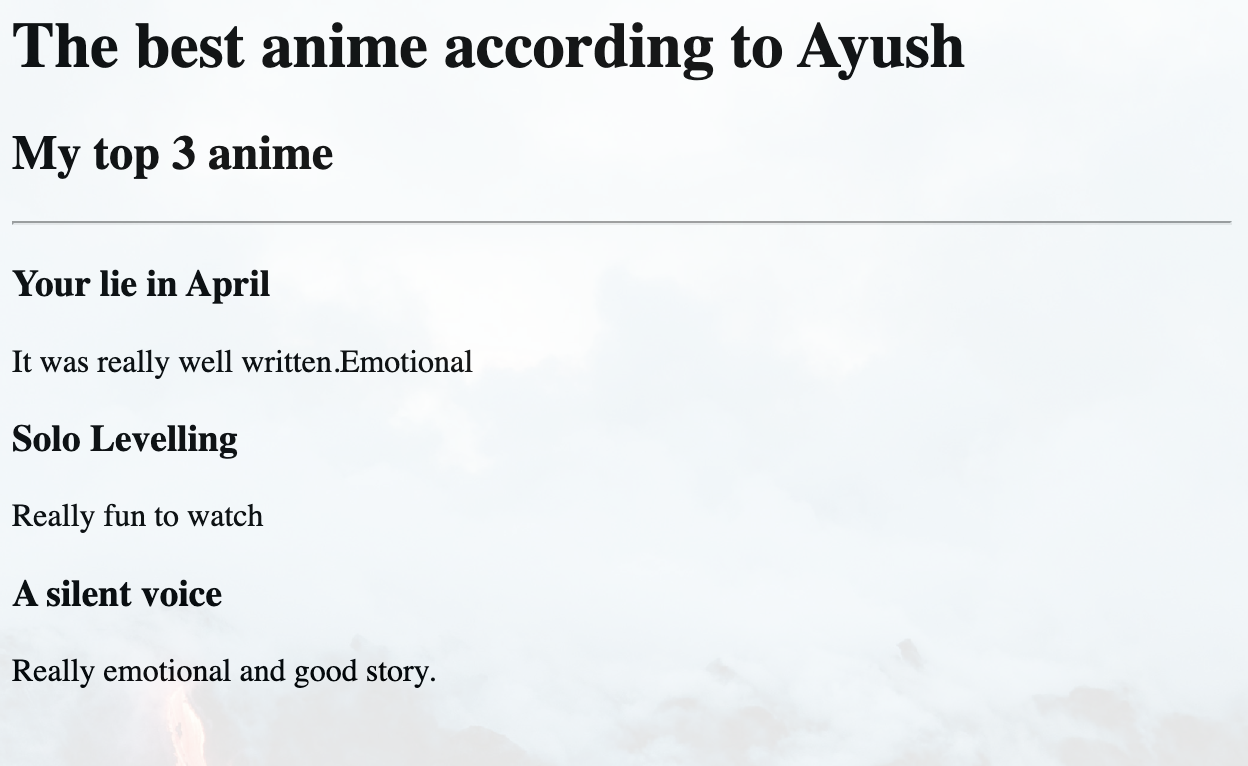 The best anime according to Ayush
My top 3 anime
Your lie in April
It was really well written.Emotional
Solo Levelling
Really fun to watch
A silent voice
Really emotional and good story.